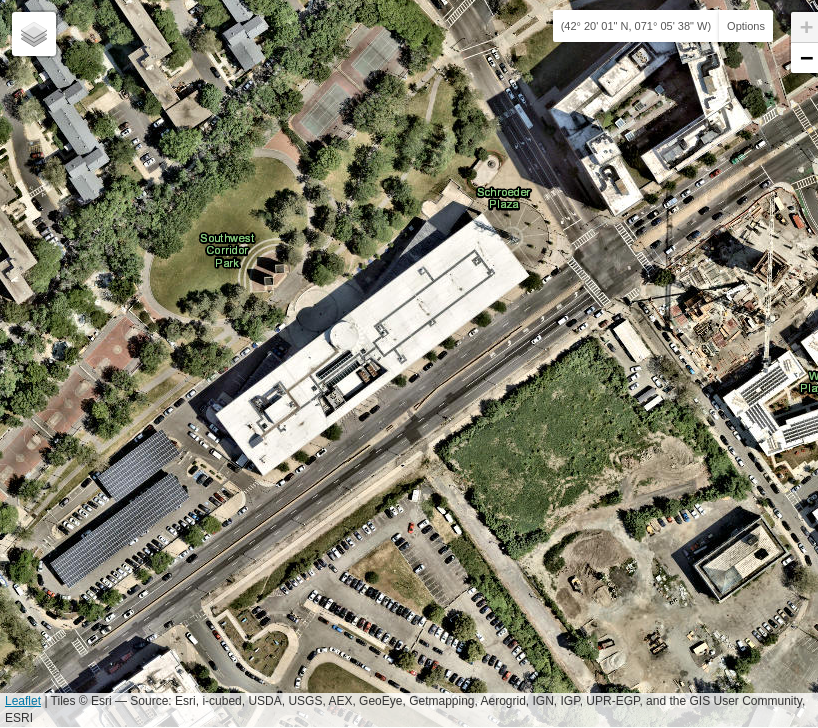 (42° 20' 01" N, 071° 05' 38" W) Options
+
−
Schroeder
Plaza
Southwest
Corridor
Park
Leaflet | Tiles © Esri — Source: Esri, i-cubed, USDA, USGS, AEX, GeoEye, Getmapping, Aerogrid, IGN, IGP, UPR-EGP, and the GIS User Community,
ESRI